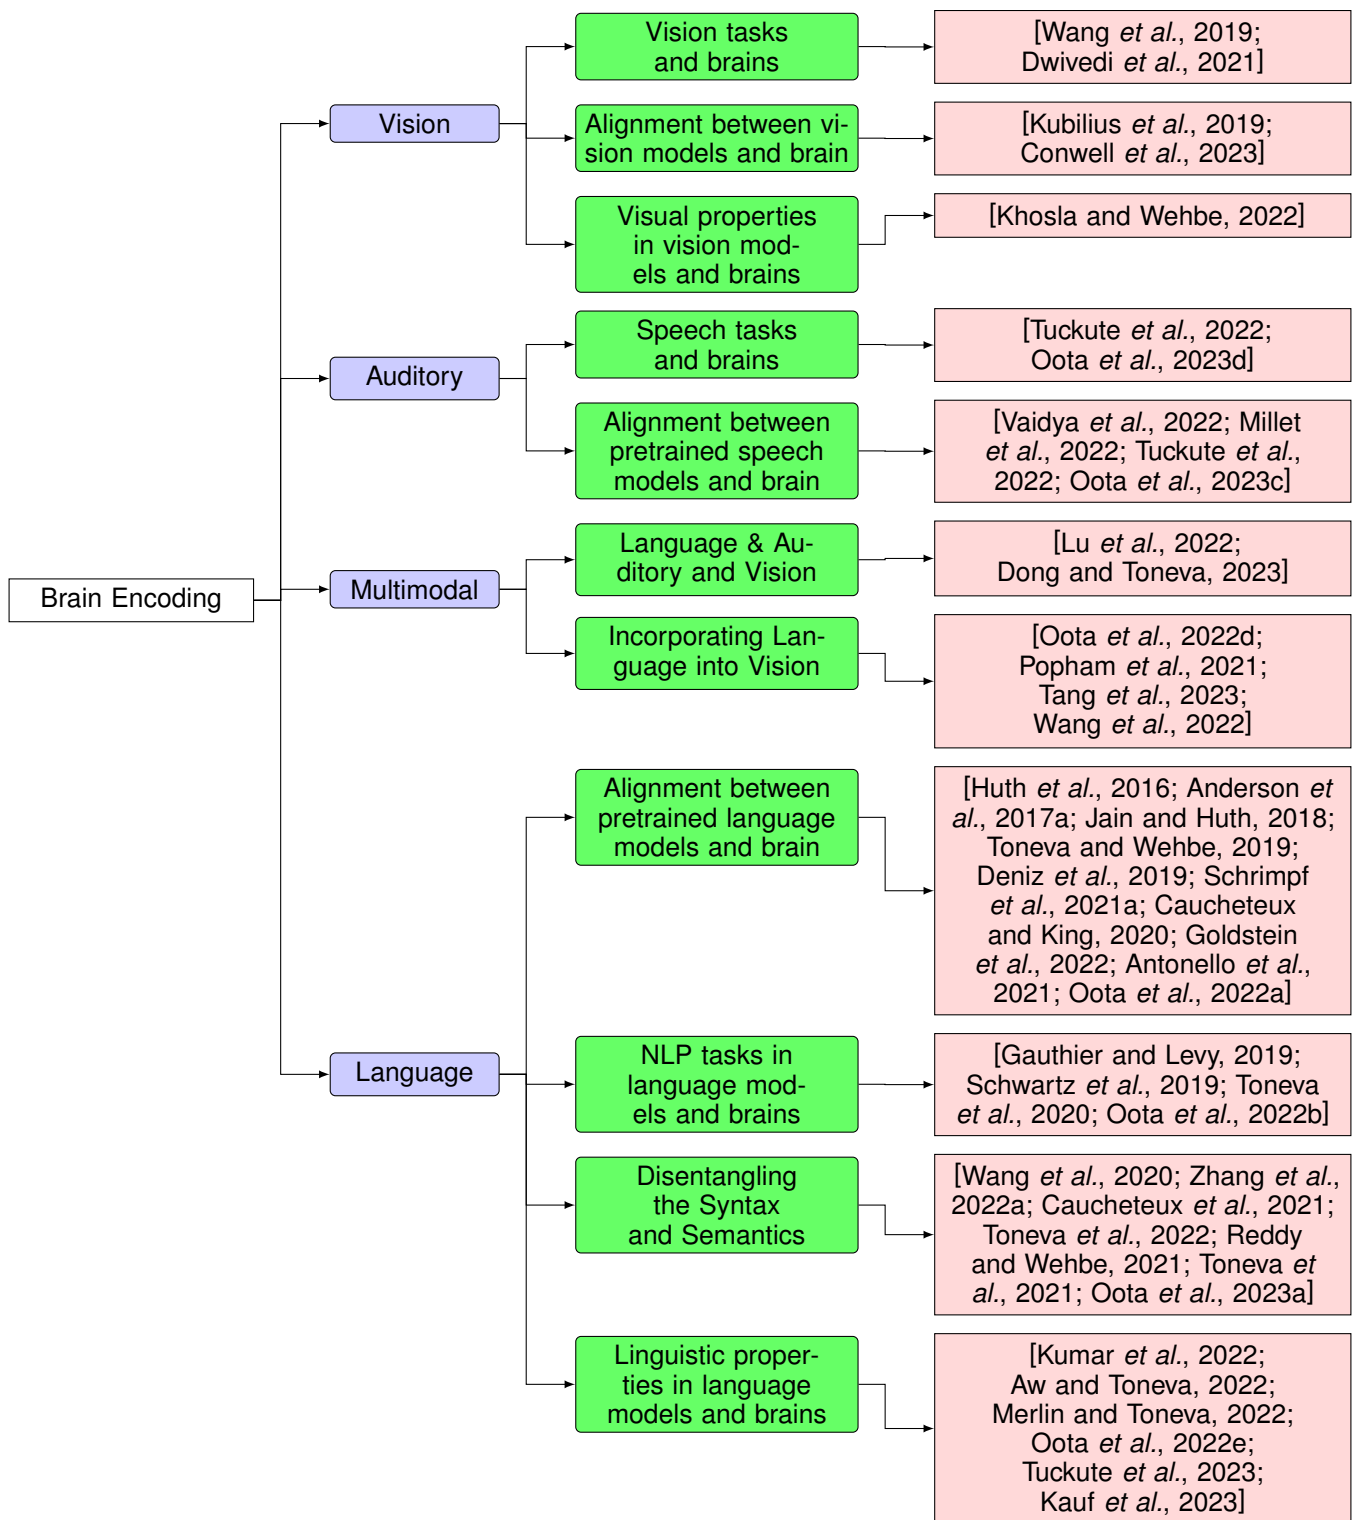 Brain Encoding
Vision
Vision tasks
and brains
[Wang et al., 2019;
Dwivedi et al., 2021]
Alignment between vi-
sion models and brain
[Kubilius et al., 2019;
Conwell et al., 2023]
Visual properties
in vision mod-
els and brains
[Khosla and Wehbe, 2022]
Auditory
Speech tasks
and brains
[Tuckute et al., 2022;
Oota et al., 2023d]
Alignment between
pretrained speech
models and brain
[Vaidya et al., 2022; Millet
et al., 2022; Tuckute et al.,
2022; Oota et al., 2023c]
Multimodal
Language & Au-
ditory and Vision
[Lu et al., 2022;
Dong and Toneva, 2023]
Incorporating Lan-
guage into Vision
[Oota et al., 2022d;
Popham et al., 2021;
Tang et al., 2023;
Wang et al., 2022]
Language
Alignment between
pretrained language
models and brain
[Huth et al., 2016; Anderson et
al., 2017a; Jain and Huth, 2018;
Toneva and Wehbe, 2019;
Deniz et al., 2019; Schrimpf
et al., 2021a; Caucheteux
and King, 2020; Goldstein
et al., 2022; Antonello et al.,
2021; Oota et al., 2022a]
NLP tasks in
language mod-
els and brains
[Gauthier and Levy, 2019;
Schwartz et al., 2019; Toneva
et al., 2020; Oota et al., 2022b]
Disentangling
the Syntax
and Semantics
[Wang et al., 2020; Zhang et al.,
2022a; Caucheteux et al., 2021;
Toneva et al., 2022; Reddy
and Wehbe, 2021; Toneva et
al., 2021; Oota et al., 2023a]
Linguistic proper-
ties in language
models and brains
[Kumar et al., 2022;
Aw and Toneva, 2022;
Merlin and Toneva, 2022;
Oota et al., 2022e;
Tuckute et al., 2023;
Kauf et al., 2023]